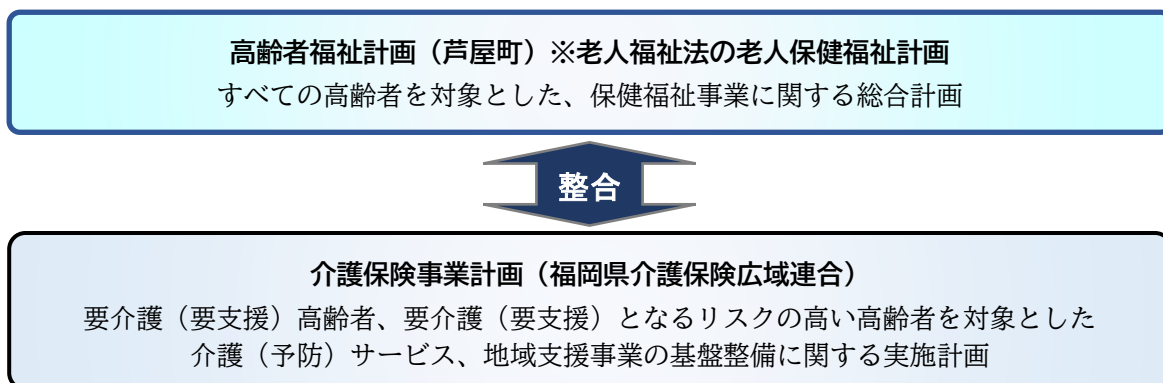 高齢者福祉計画（芦屋町）※老人福祉法の老人保健福祉計画
すべての高齢者を対象とした、保健福祉事業に関する総合計画
整合
介護保険事業計画（福岡県介護保険広域連合）
要介護（要支援）高齢者、要介護（要支援）となるリスクの高い高齢者を対象とした
介護（予防）サービス、地域支援事業の基盤整備に関する実施計画